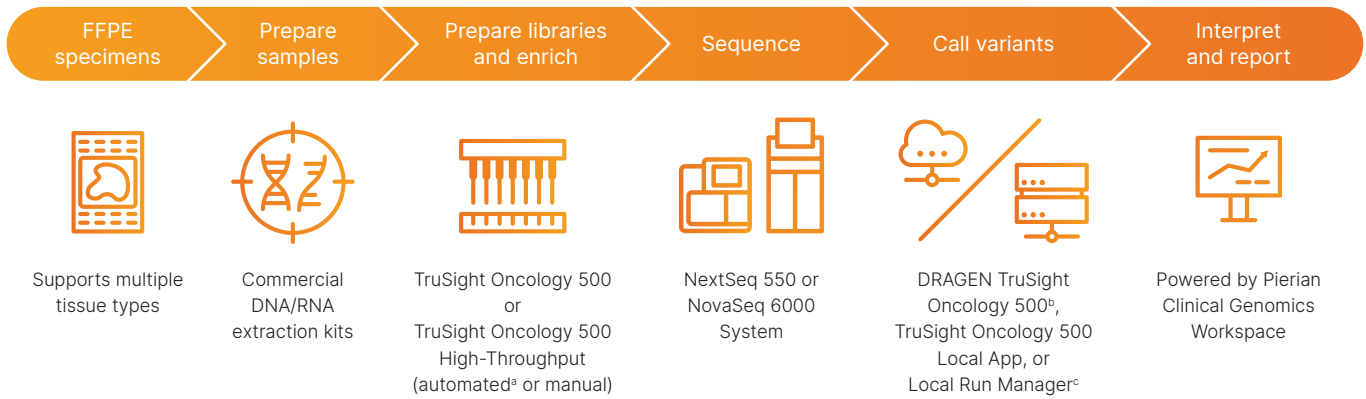 FFPE
specimens
Prepare
samples
Prepare libraries
and enrich
Sequence
Call variants
Interpret
and report
Supports multiple
tissue types
Commercial
DNA/RNA
extraction kits
TruSight Oncology 500
or
TruSight Oncology 500
High-Throughput
(automatedᵃ or manual)
NextSeq 550 or
NovaSeq 6000
System
DRAGEN TruSight
Oncology 500ᵇ,
TruSight Oncology 500
Local App, or
Local Run Managerᶜ
Powered by Pierian
Clinical Genomics
Workspace